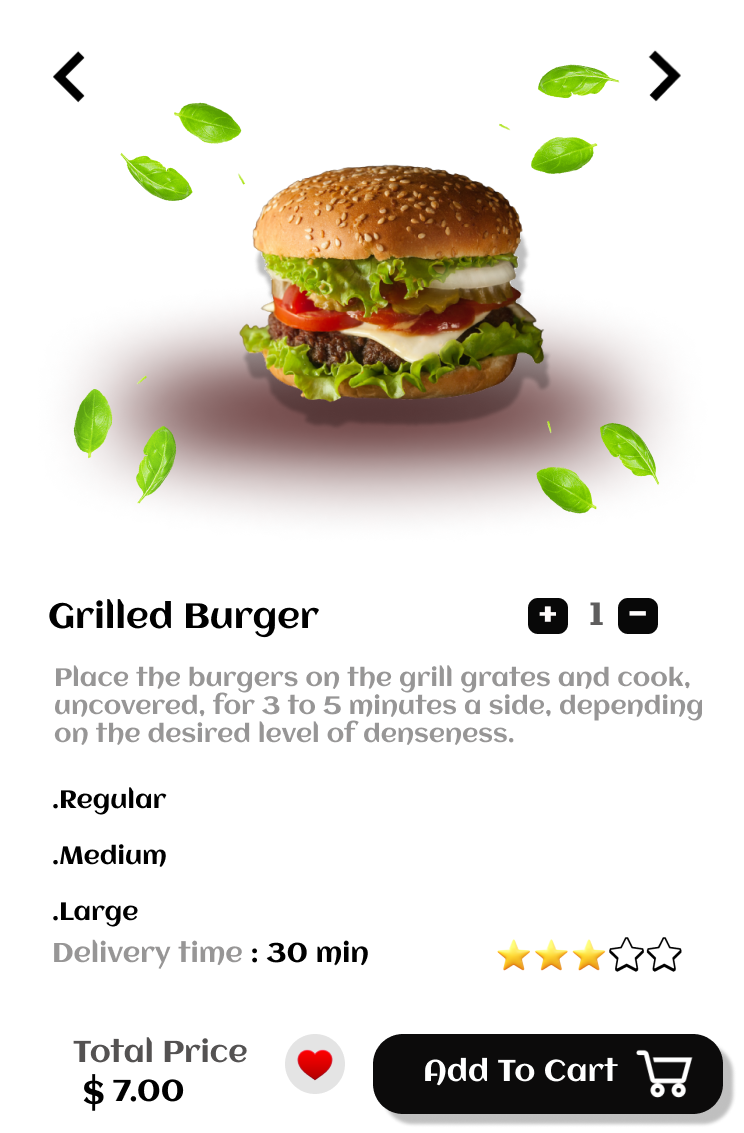 Grilled Burger
+ 1 −
Place the burgers on the grill grates and cook,
uncovered, for 3 to 5 minutes a side, depending
on the desired level of denseness.
.Regular
.Medium
.Large
Delivery time : 30 min
Total Price
$ 7.00
Add To Cart